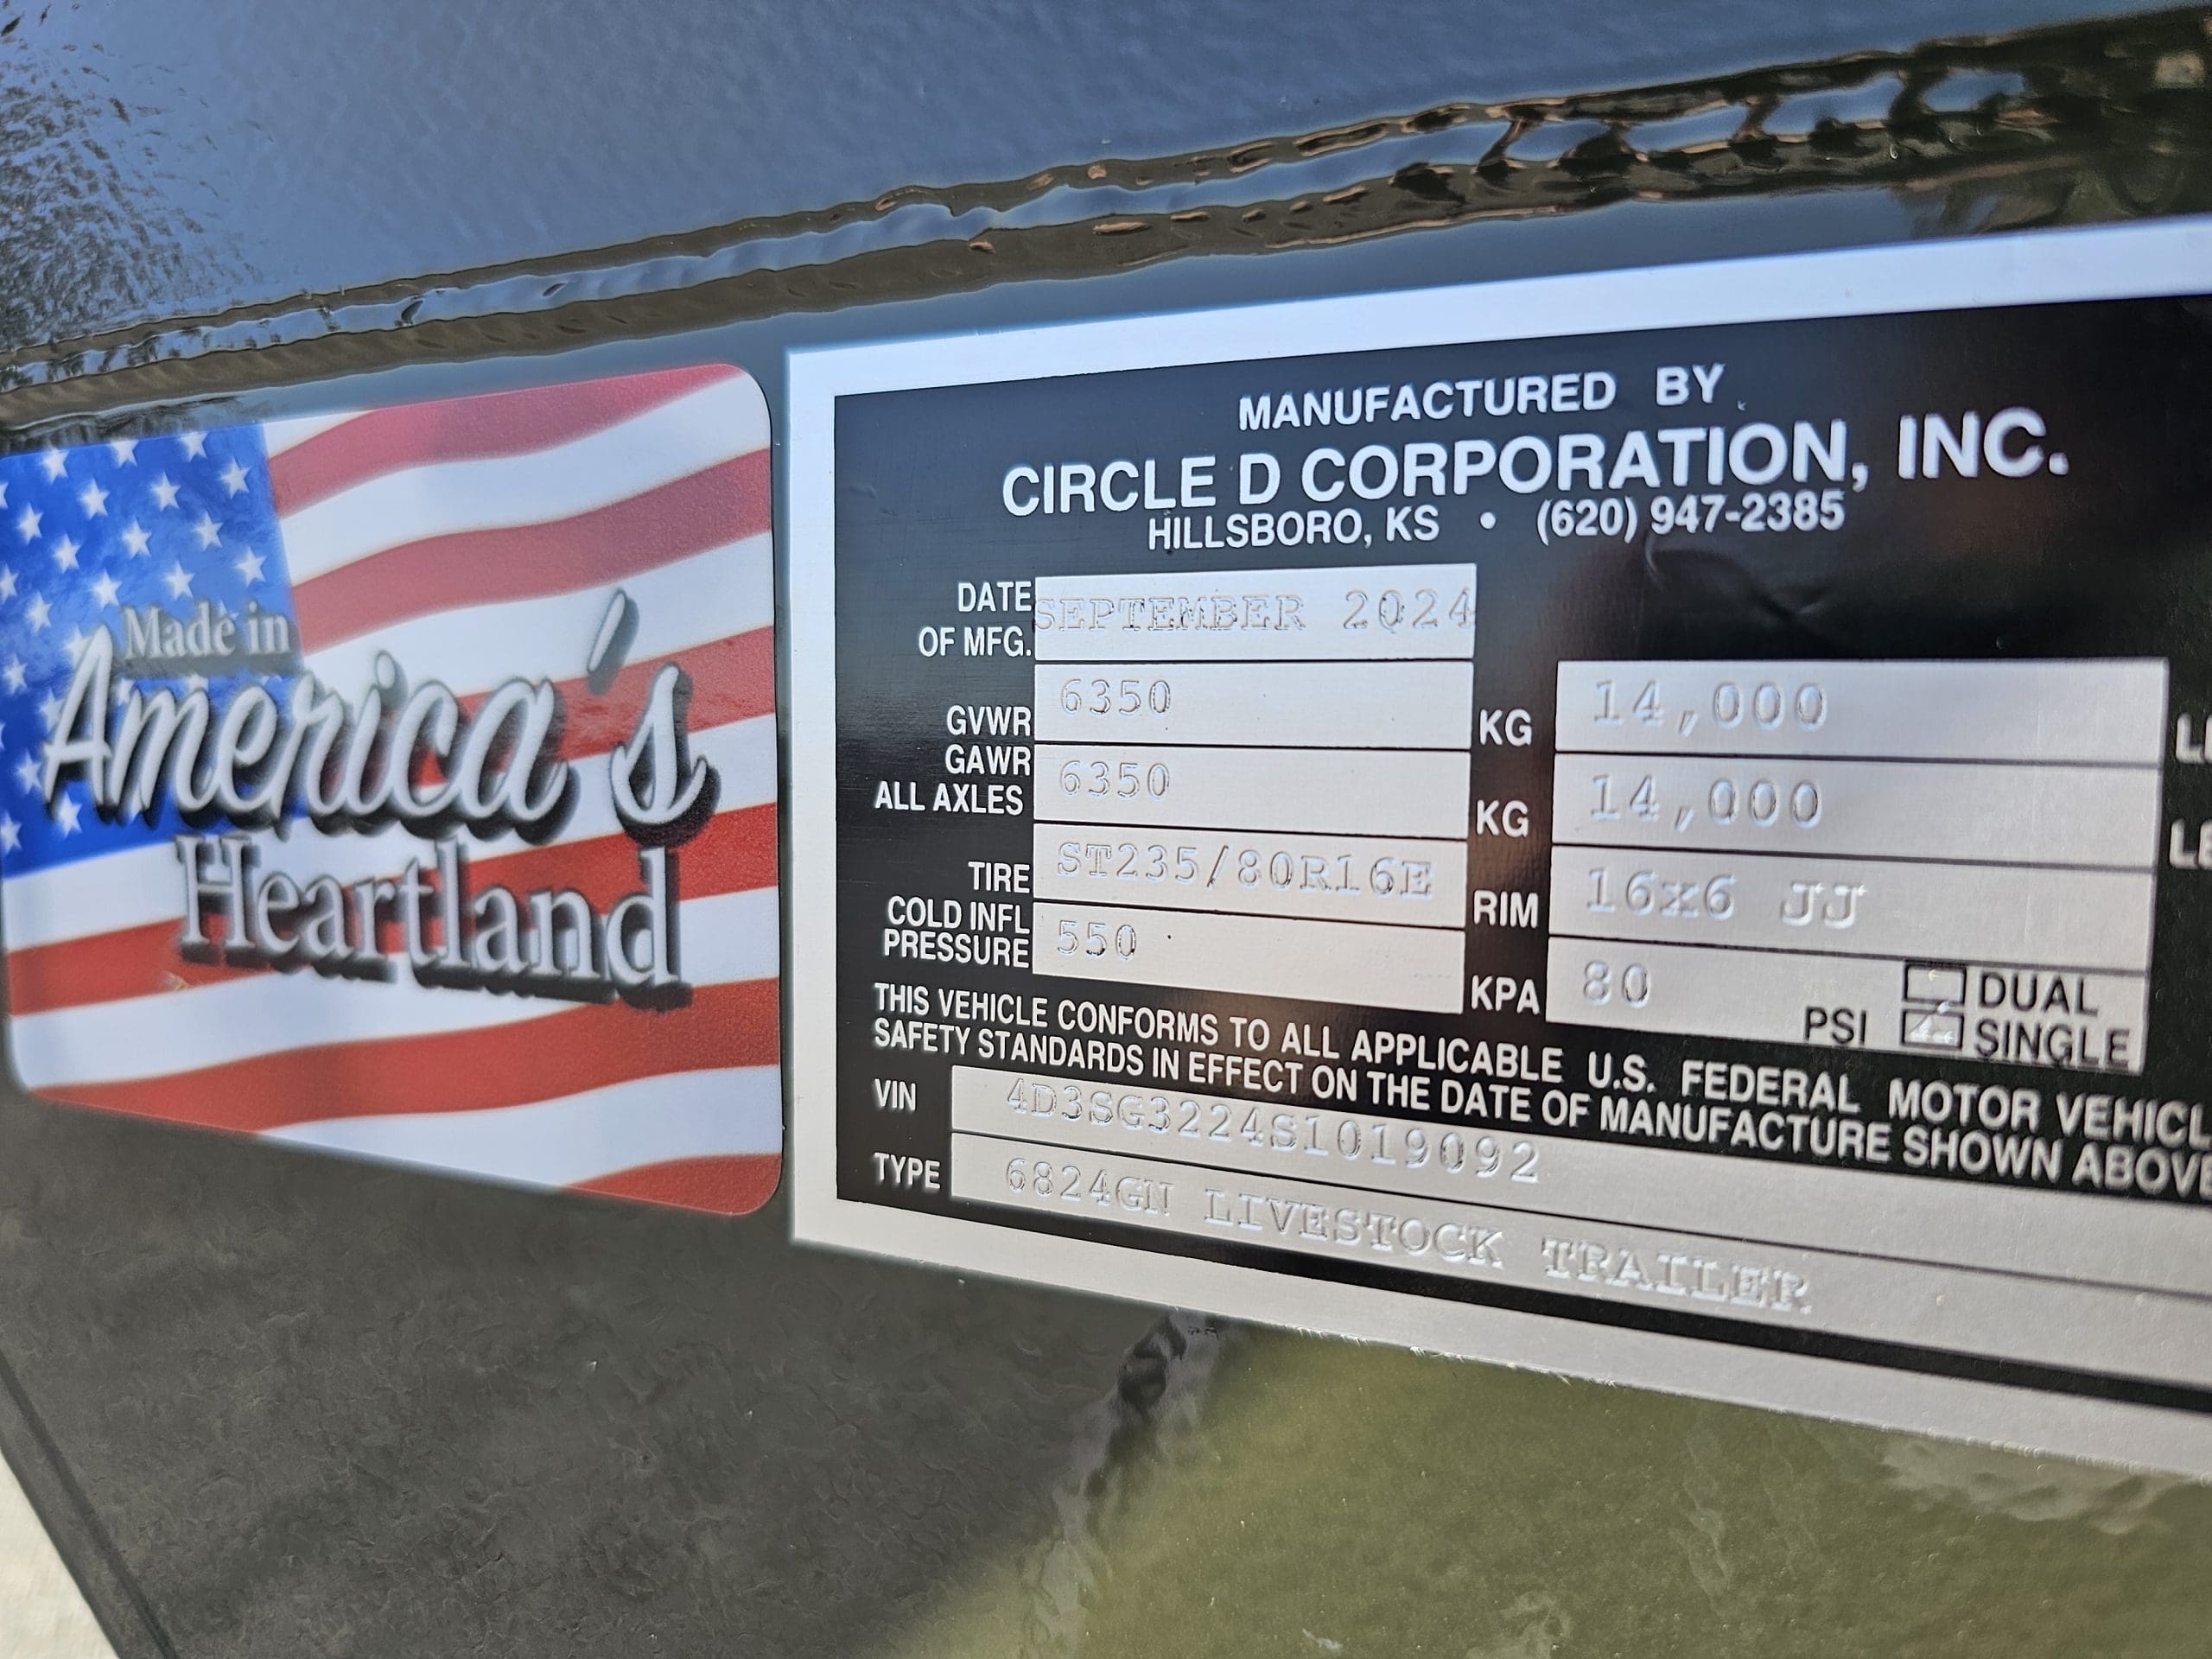 Made in
America's
Heartland
MANUFACTURED BY
CIRCLE D CORPORATION, INC.
HILLSBORO, KS • (620) 947-2385
DATE OF MFG. SEPTEMBER 2024
GVWR 6350 KG 14,000
GAWR ALL AXLES 6350 KG 14,000
TIRE ST235/80R16E RIM 16x6 JJ
COLD INFL PRESSURE 550 KPA 80 PSI
DUAL
SINGLE
THIS VEHICLE CONFORMS TO ALL APPLICABLE U.S. FEDERAL MOTOR VEHICL
SAFETY STANDARDS IN EFFECT ON THE DATE OF MANUFACTURE SHOWN ABOVE
VIN 4D3SG3224S1019092
TYPE 6824GN LIVESTOCK TRAILER